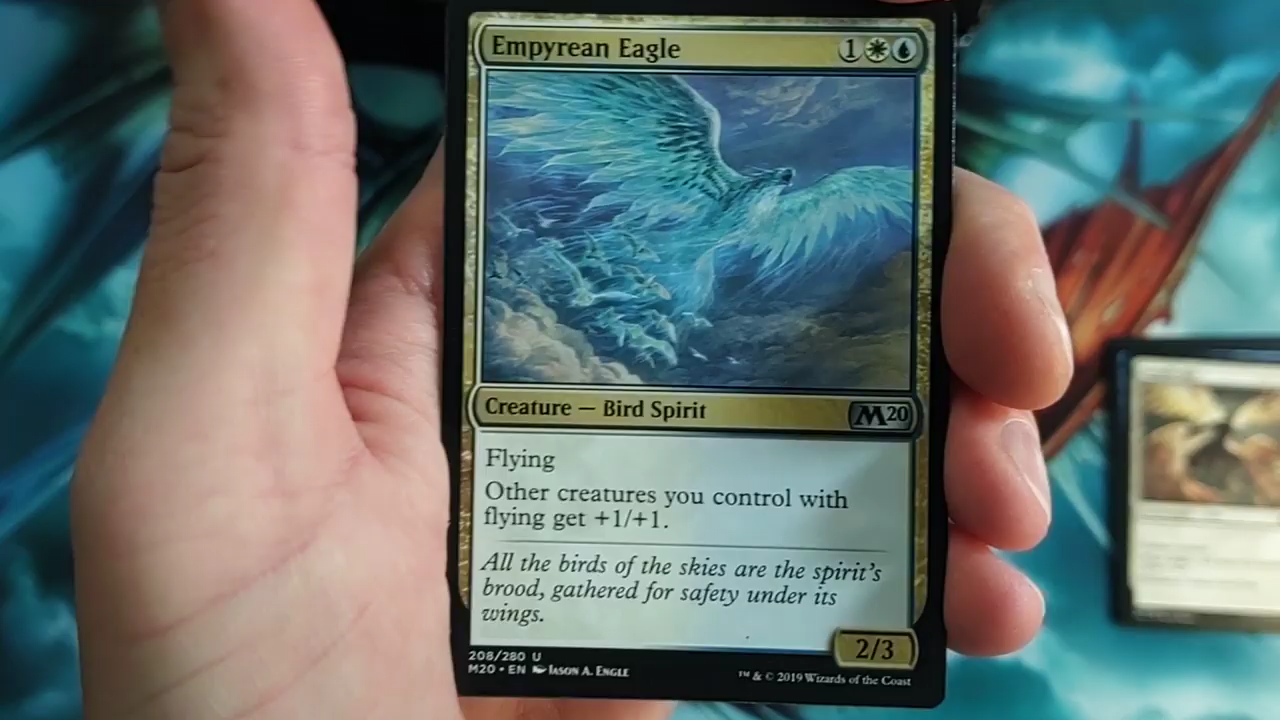 Empyrean Eagle 1
Creature — Bird Spirit M20
Flying
Other creatures you control with
flying get +1/+1.
All the birds of the skies are the spirit's
brood, gathered for safety under its
wings.
2/3
208/280 U
M20 • EN Jason A. Engle
™ & © 2019 Wizards of the Coast